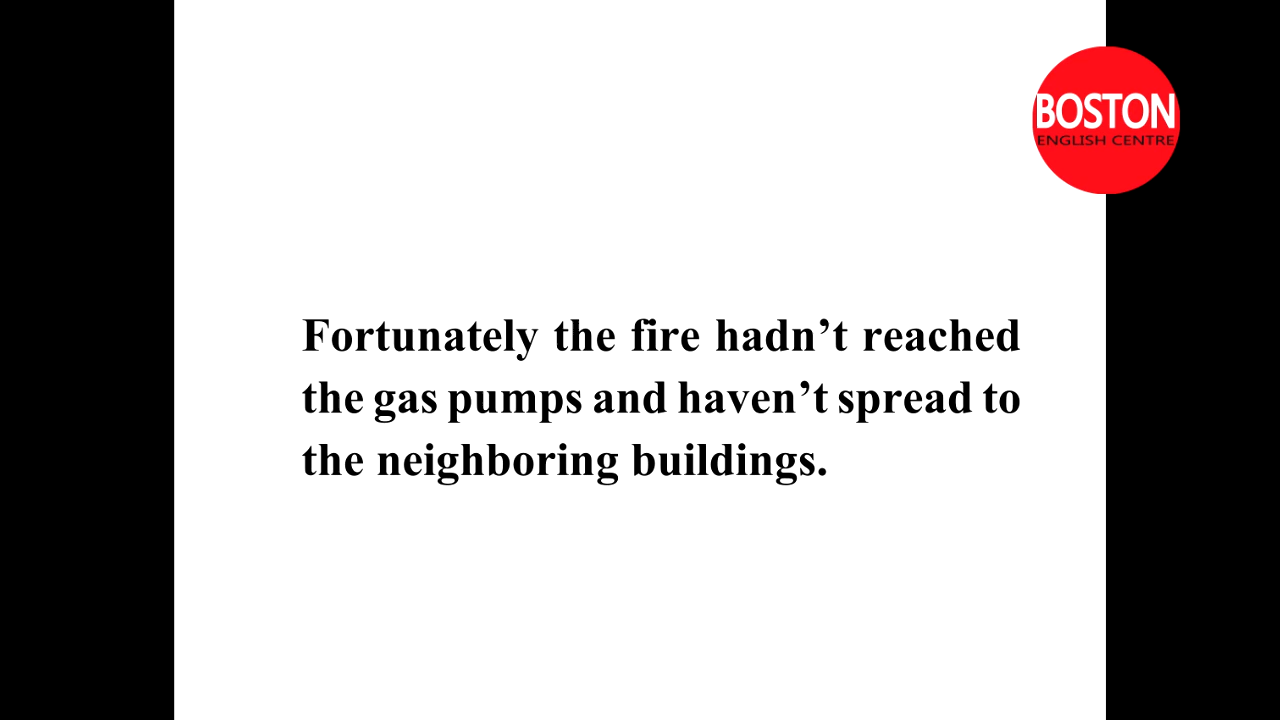 BOSTON
ENGLISH CENTRE
Fortunately the fire hadn’t reached
the gas pumps and haven’t spread to
the neighboring buildings.